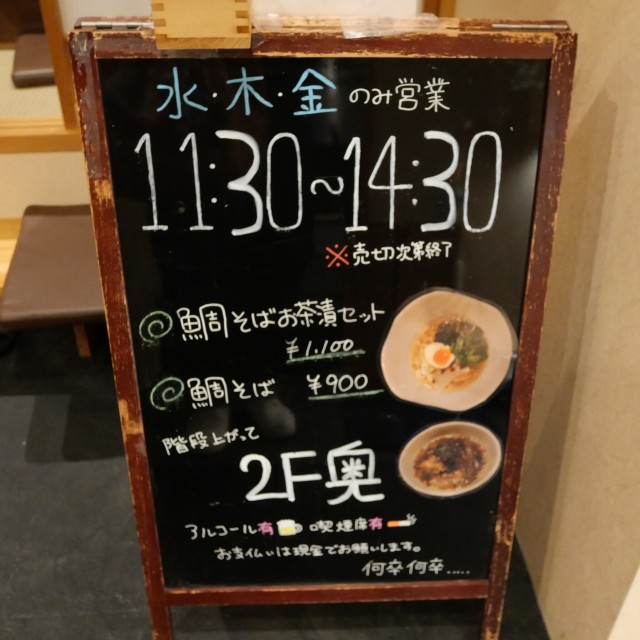 水・木・金のみ営業
11:30~14:30
※売切次第終了
鯛そばお茶漬セット
¥1.100
鯛そば ¥900
階段上がって
2F奥
アルコール有 喫煙席有
お支払いは現金でお願いします。
何卒何卒.....